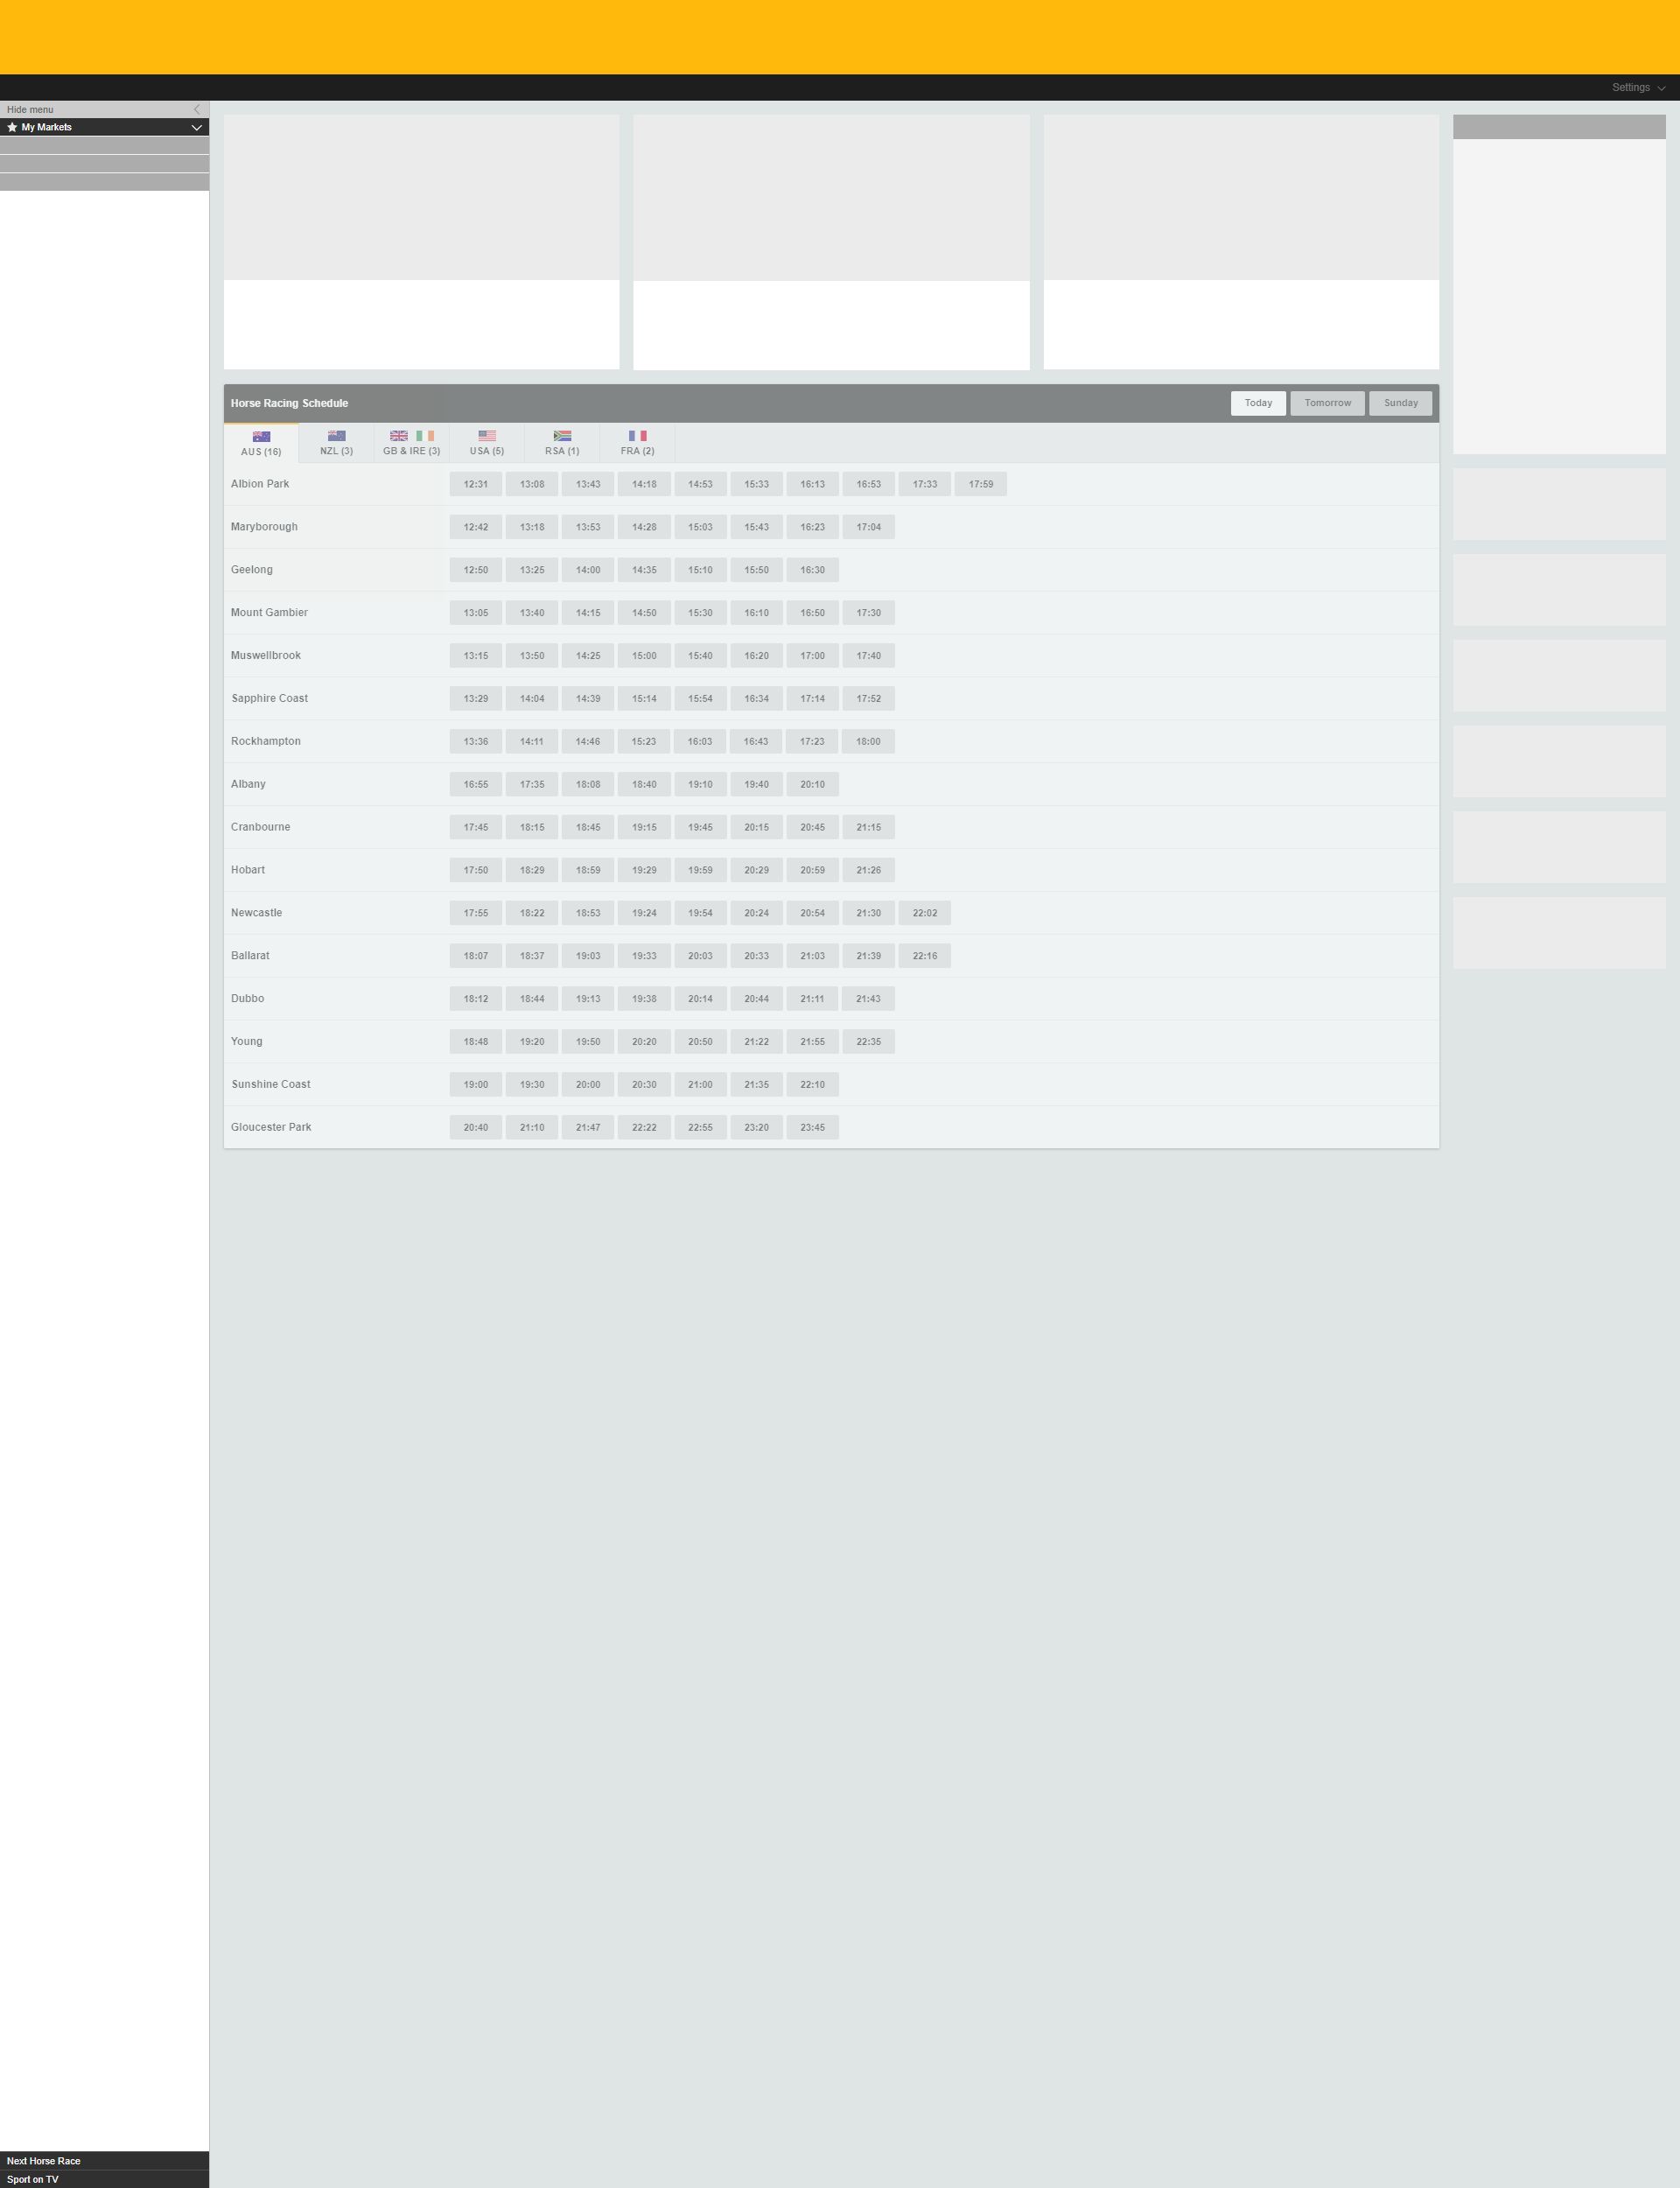 Settings
Hide menu
My Markets
Horse Racing Schedule Today Tomorrow Sunday
AUS (16) NZL (3) GB & IRE (3) USA (5) RSA (1) FRA (2)
Albion Park 12:31 13:08 13:43 14:18 14:53 15:33 16:13 16:53 17:33 17:59
Maryborough 12:42 13:18 13:53 14:28 15:03 15:43 16:23 17:04
Geelong 12:50 13:25 14:00 14:35 15:10 15:50 16:30
Mount Gambier 13:05 13:40 14:15 14:50 15:30 16:10 16:50 17:30
Muswellbrook 13:15 13:50 14:25 15:00 15:40 16:20 17:00 17:40
Sapphire Coast 13:29 14:04 14:39 15:14 15:54 16:34 17:14 17:52
Rockhampton 13:36 14:11 14:46 15:23 16:03 16:43 17:23 18:00
Albany 16:55 17:35 18:08 18:40 19:10 19:40 20:10
Cranbourne 17:45 18:15 18:45 19:15 19:45 20:15 20:45 21:15
Hobart 17:50 18:29 18:59 19:29 19:59 20:29 20:59 21:26
Newcastle 17:55 18:22 18:53 19:24 19:54 20:24 20:54 21:30 22:02
Ballarat 18:07 18:37 19:03 19:33 20:03 20:33 21:03 21:39 22:16
Dubbo 18:12 18:44 19:13 19:38 20:14 20:44 21:11 21:43
Young 18:48 19:20 19:50 20:20 20:50 21:22 21:55 22:35
Sunshine Coast 19:00 19:30 20:00 20:30 21:00 21:35 22:10
Gloucester Park 20:40 21:10 21:47 22:22 22:55 23:20 23:45
Next Horse Race
Sport on TV